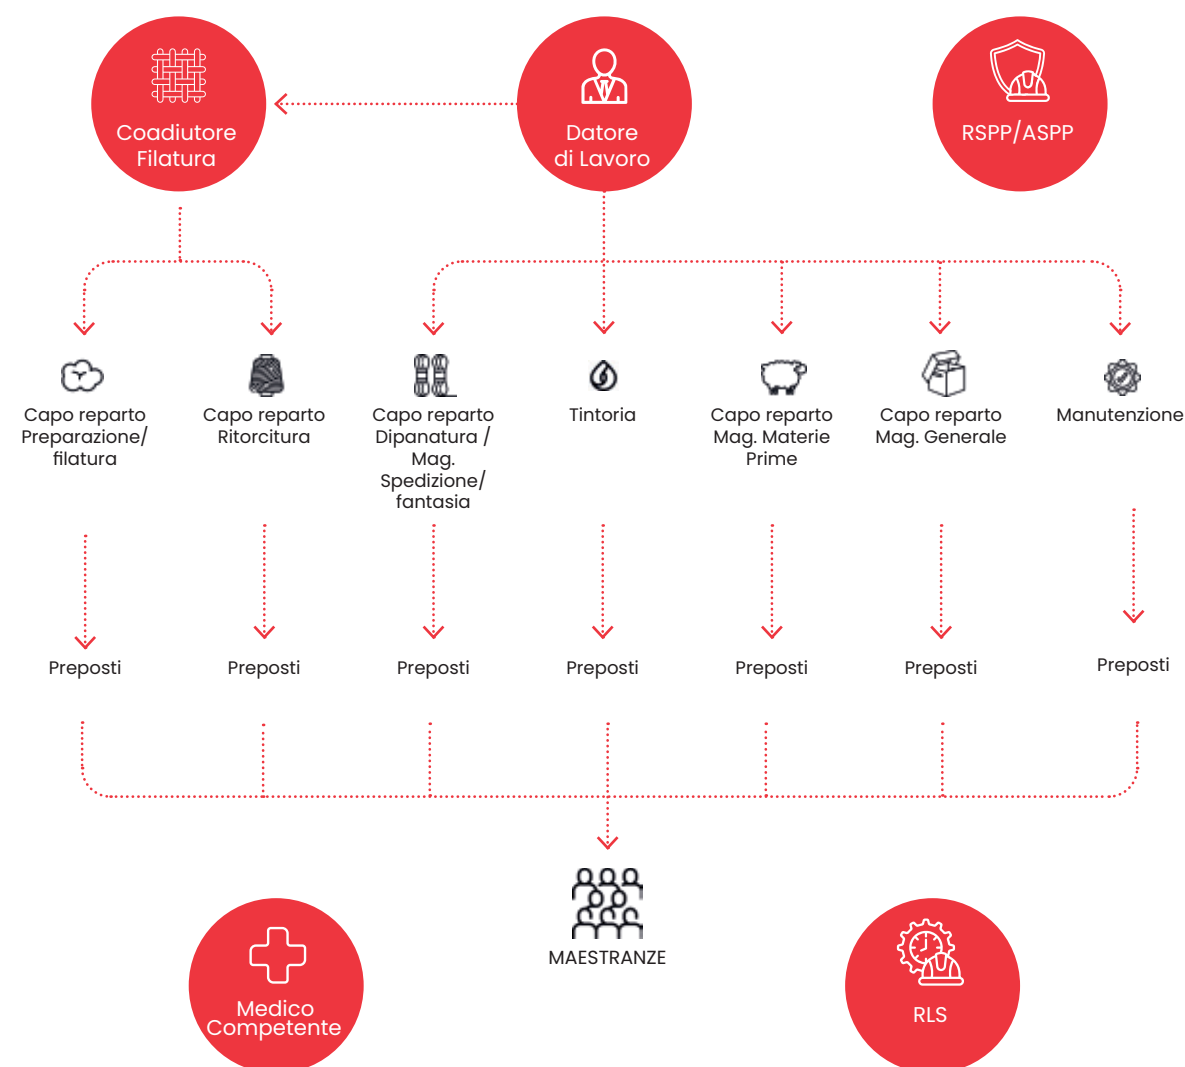 Coadiutore
Filatura
Datore
di Lavoro
RSPP/ASPP
Capo reparto
Preparazione/
filatura
Capo reparto
Ritorcitura
Capo reparto
Dipanatura /
Mag.
Spedizione/
fantasia
Tintoria
Capo reparto
Mag. Materie
Prime
Capo reparto
Mag. Generale
Manutenzione
Preposti
Preposti
Preposti
Preposti
Preposti
Preposti
Preposti
MAESTRANZE
Medico
Competente
RLS